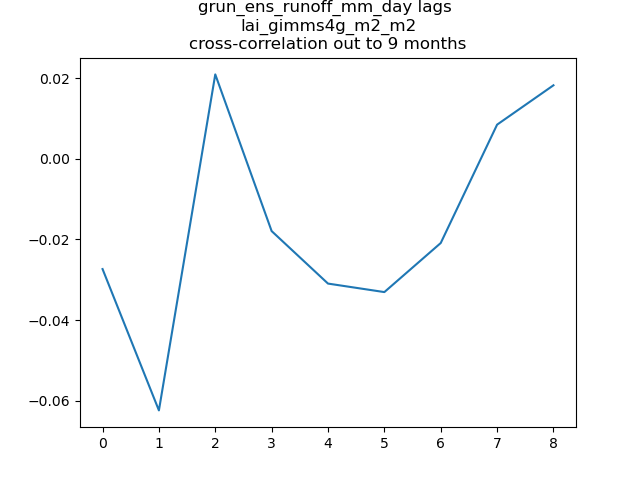 grun_ens_runoff_mm_day lags
lai_gimms4g_m2_m2
cross-correlation out to 9 months
0.02
0.00
−0.02
−0.04
−0.06
0 1 2 3 4 5 6 7 8